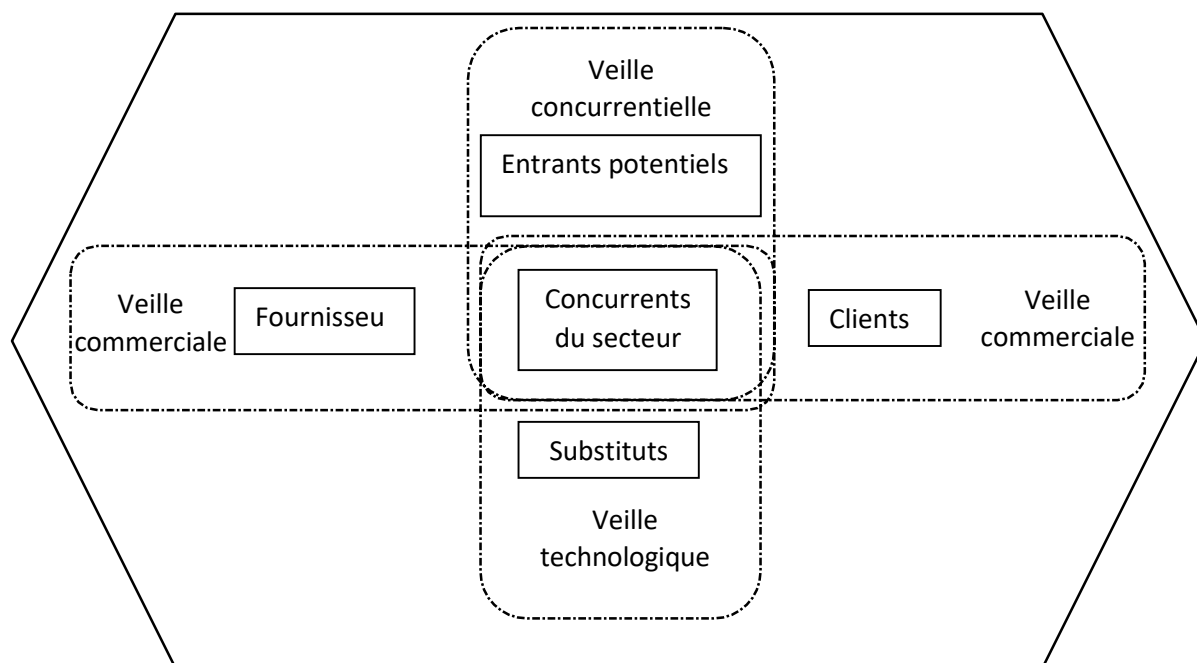 Veille
concurrentielle
Entrants potentiels
Veille
commerciale
Fournisseu
Concurrents
du secteur
Clients
Veille
commerciale
Substituts
Veille
technologique